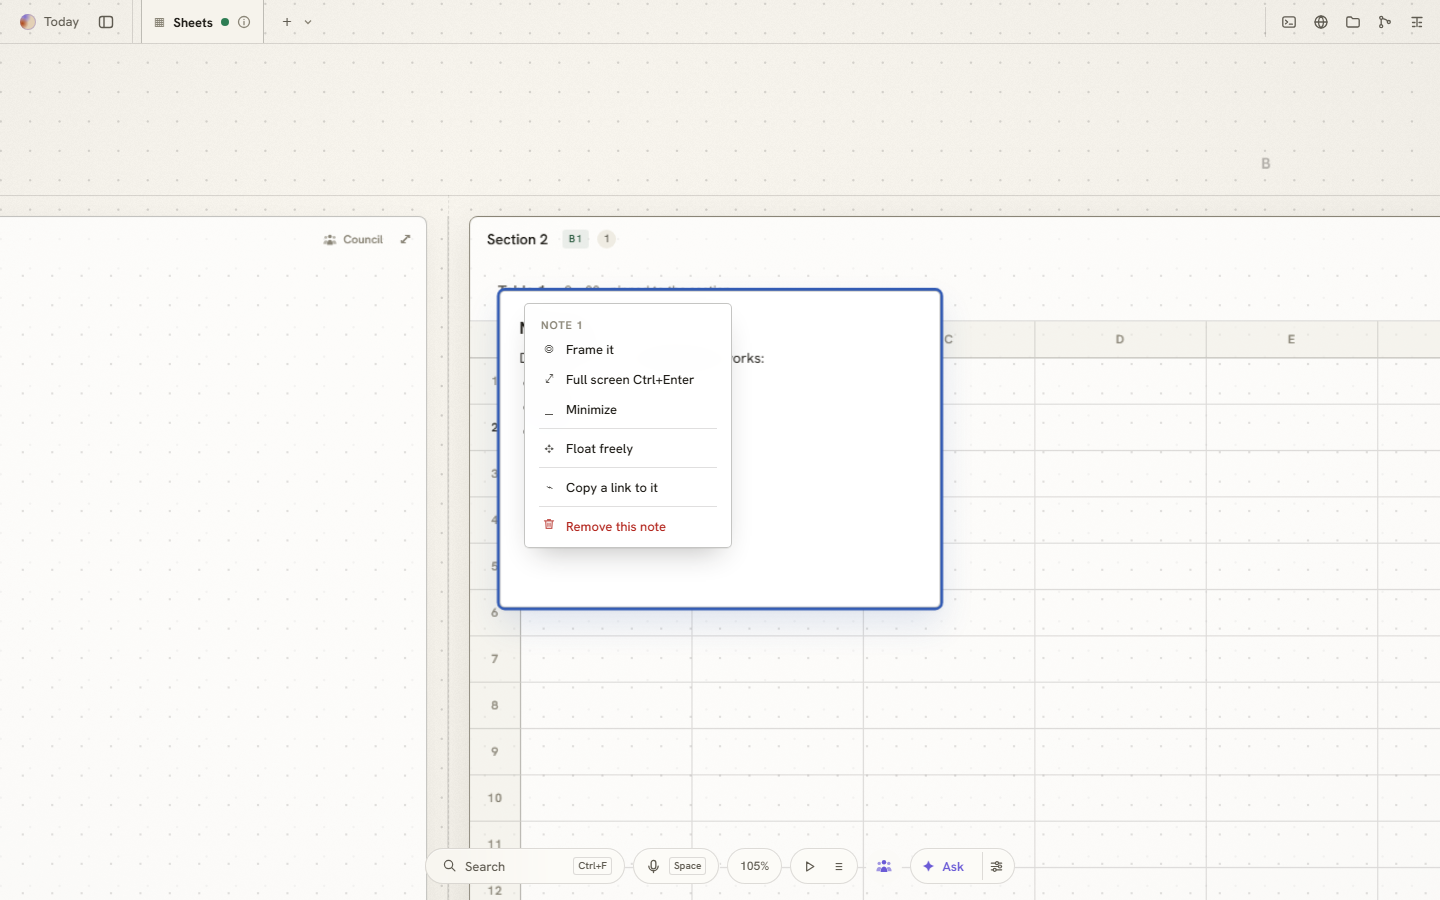 Today
Sheets
B
Council
Section 2 B1 1
C D E
orks:
NOTE 1
Frame it
Full screen Ctrl+Enter
Minimize
Float freely
Copy a link to it
Remove this note
1
2
3
4
5
6
7
8
9
10
11
12
Search Ctrl+F
Space
105%
Ask